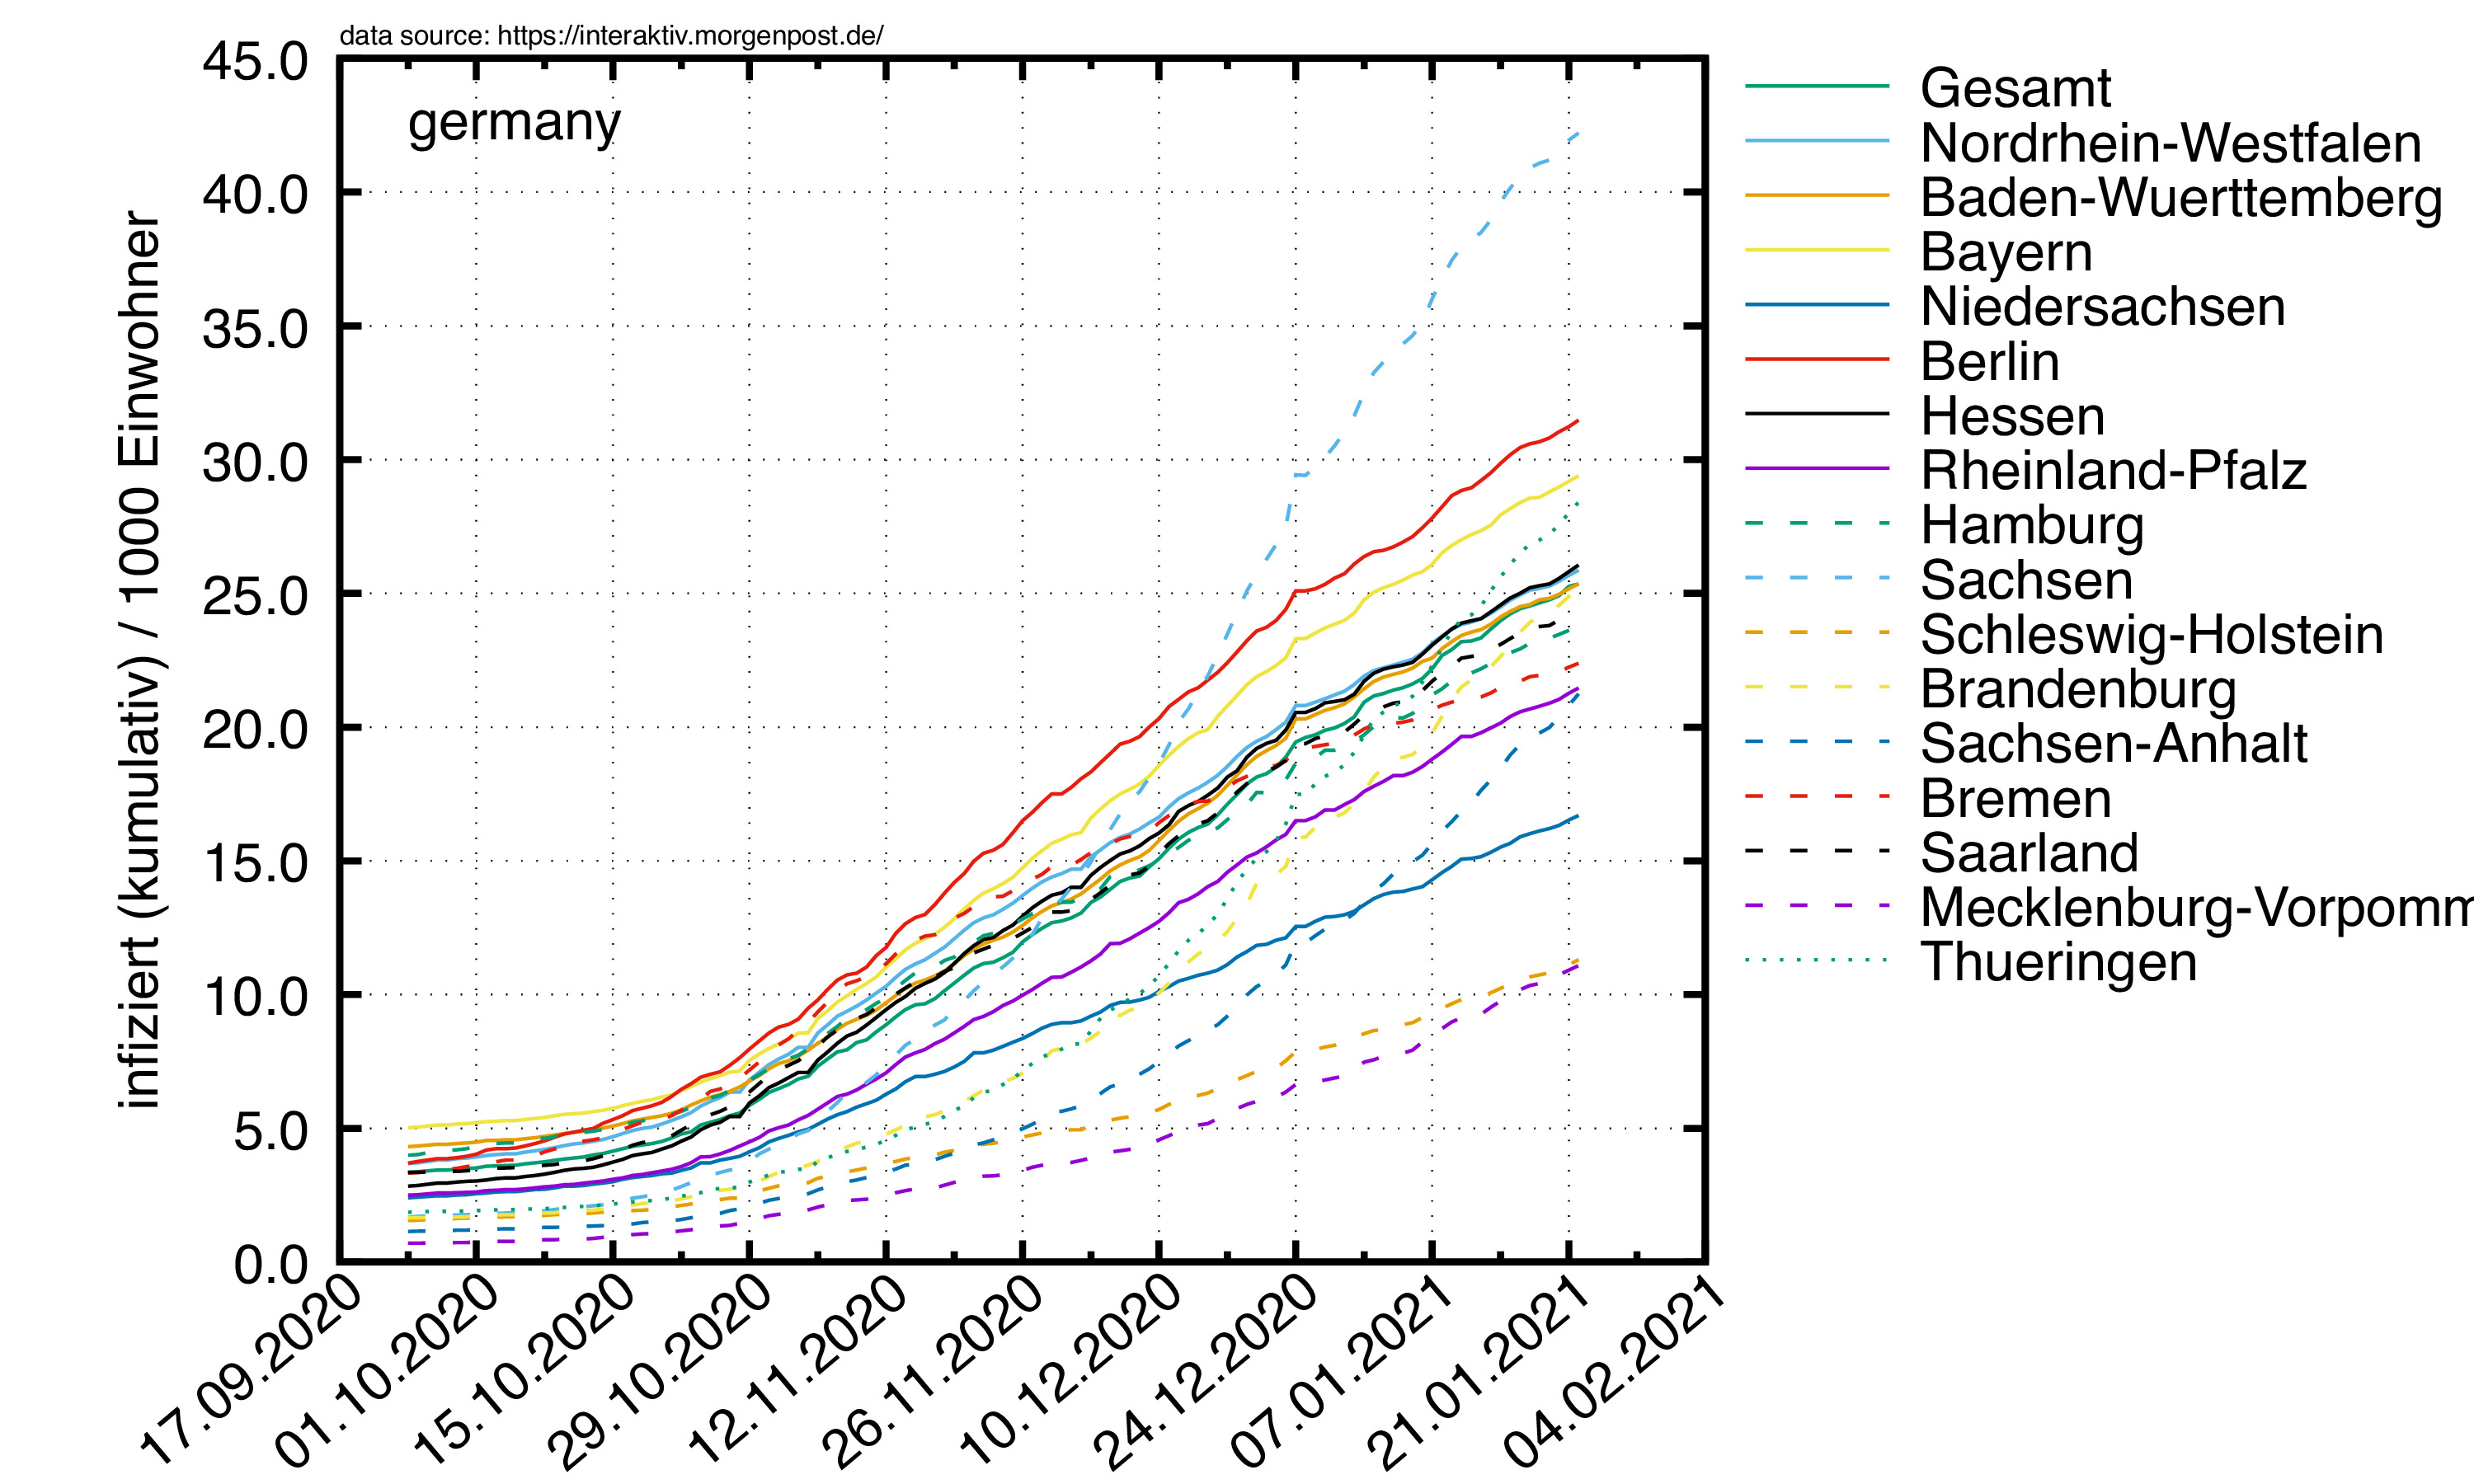 data source: https://interaktiv.morgenpost.de/
germany
infiziert (kumulativ) / 1000 Einwohner
45.0
40.0
35.0
30.0
25.0
20.0
15.0
10.0
5.0
0.0
17.09.2020
01.10.2020
15.10.2020
29.10.2020
12.11.2020
26.11.2020
10.12.2020
24.12.2020
07.01.2021
21.01.2021
04.02.2021
Gesamt
Nordrhein-Westfalen
Baden-Wuerttemberg
Bayern
Niedersachsen
Berlin
Hessen
Rheinland-Pfalz
Hamburg
Sachsen
Schleswig-Holstein
Brandenburg
Sachsen-Anhalt
Bremen
Saarland
Mecklenburg-Vorpomm
Thueringen